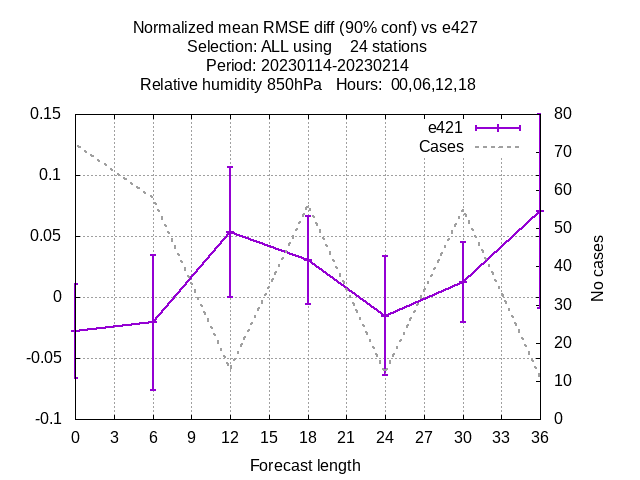 Normalized mean RMSE diff (90% conf) vs e427
Selection: ALL using    24 stations
Period: 20230114-20230214
Relative humidity 850hPa   Hours:  00,06,12,18
e421
Cases
0.15
0.1
0.05
0
-0.05
-0.1
80
70
60
50
40
30
20
10
0
No cases
0 3 6 9 12 15 18 21 24 27 30 33 36
Forecast length